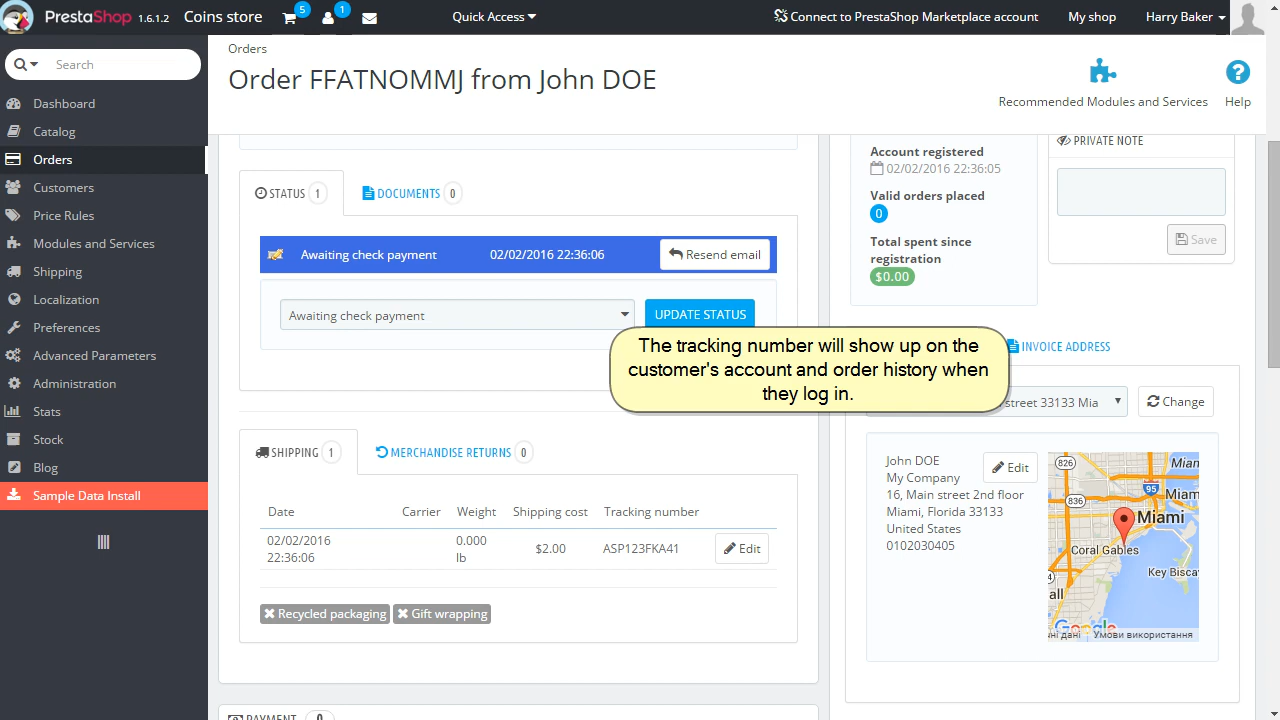 PrestaShop 1.6.1.2 Coins store 5 1 Quick Access Connect to PrestaShop Marketplace account My shop Harry Baker
Search
Dashboard
Catalog
Orders
Customers
Price Rules
Modules and Services
Shipping
Localization
Preferences
Advanced Parameters
Administration
Stats
Stock
Blog
Sample Data Install
Orders
Order FFATNOMMJ from John DOE
Recommended Modules and Services
Help
STATUS 1 DOCUMENTS 0
Awaiting check payment 02/02/2016 22:36:06 Resend email
Awaiting check payment UPDATE STATUS
The tracking number will show up on the
customer's account and order history when
they log in.
SHIPPING 1 MERCHANDISE RETURNS 0
Date Carrier Weight Shipping cost Tracking number
02/02/2016
22:36:06
0.000
lb
$2.00 ASP123FKA41 Edit
Recycled packaging Gift wrapping
PAYMENT 0
Account registered
02/02/2016 22:36:05
Valid orders placed
0
Total spent since
registration
$0.00
PRIVATE NOTE
Save
INVOICE ADDRESS
street 33133 Mia Change
John DOE
My Company
16, Main street 2nd floor
Miami, Florida 33133
United States
0102030405
Edit
826
Mian
95
836
Miam
Miami
Coral Gables
Key Bisca
all
Google
ні дані Умови використання